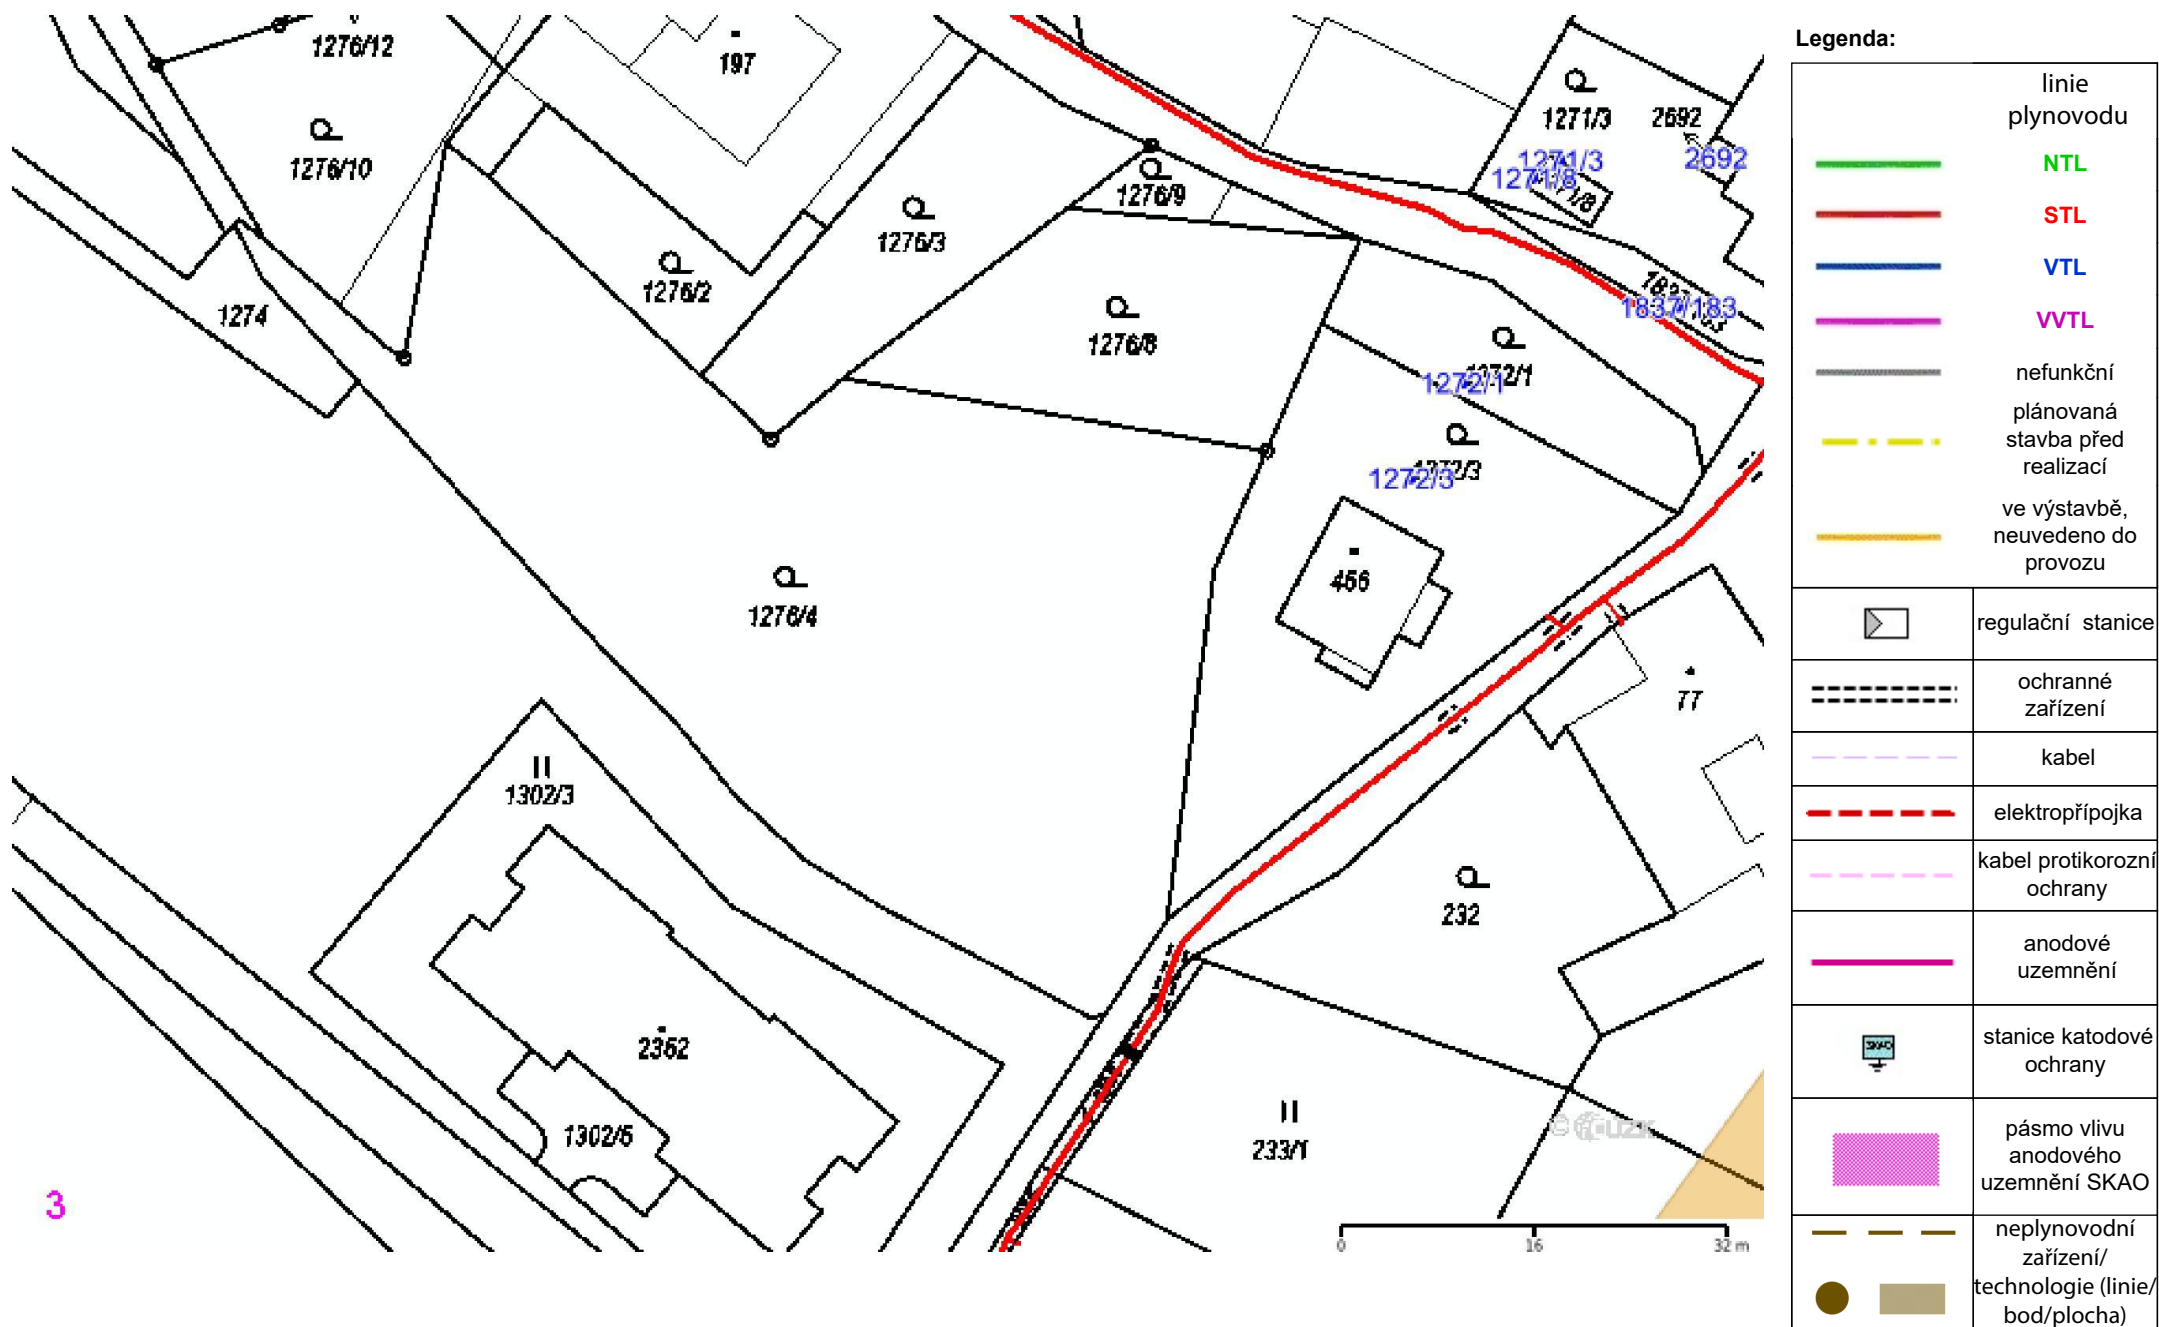 1276/12
197
1276/10
1276/9
1276/3
1276/2
1274
1276/8
1271/3
2692
1271/3
2692
1271/8
1837/183
1272/1
1272/1
1272/3
1272/3
466
1276/4
77
1302/3
232
2362
1302/5
233/1
3
0 16 32 m
Legenda:
linie
plynovodu
NTL
STL
VTL
VVTL
nefunkční
plánovaná
stavba před
realizací
ve výstavbě,
neuvedeno do
provozu
regulační stanice
ochranné
zařízení
kabel
elektropřípojka
kabel protikorozní
ochrany
anodové
uzemnění
SKAO
stanice katodové
ochrany
pásmo vlivu
anodového
uzemnění SKAO
neplynovodní
zařízení/
technologie (linie/
bod/plocha)